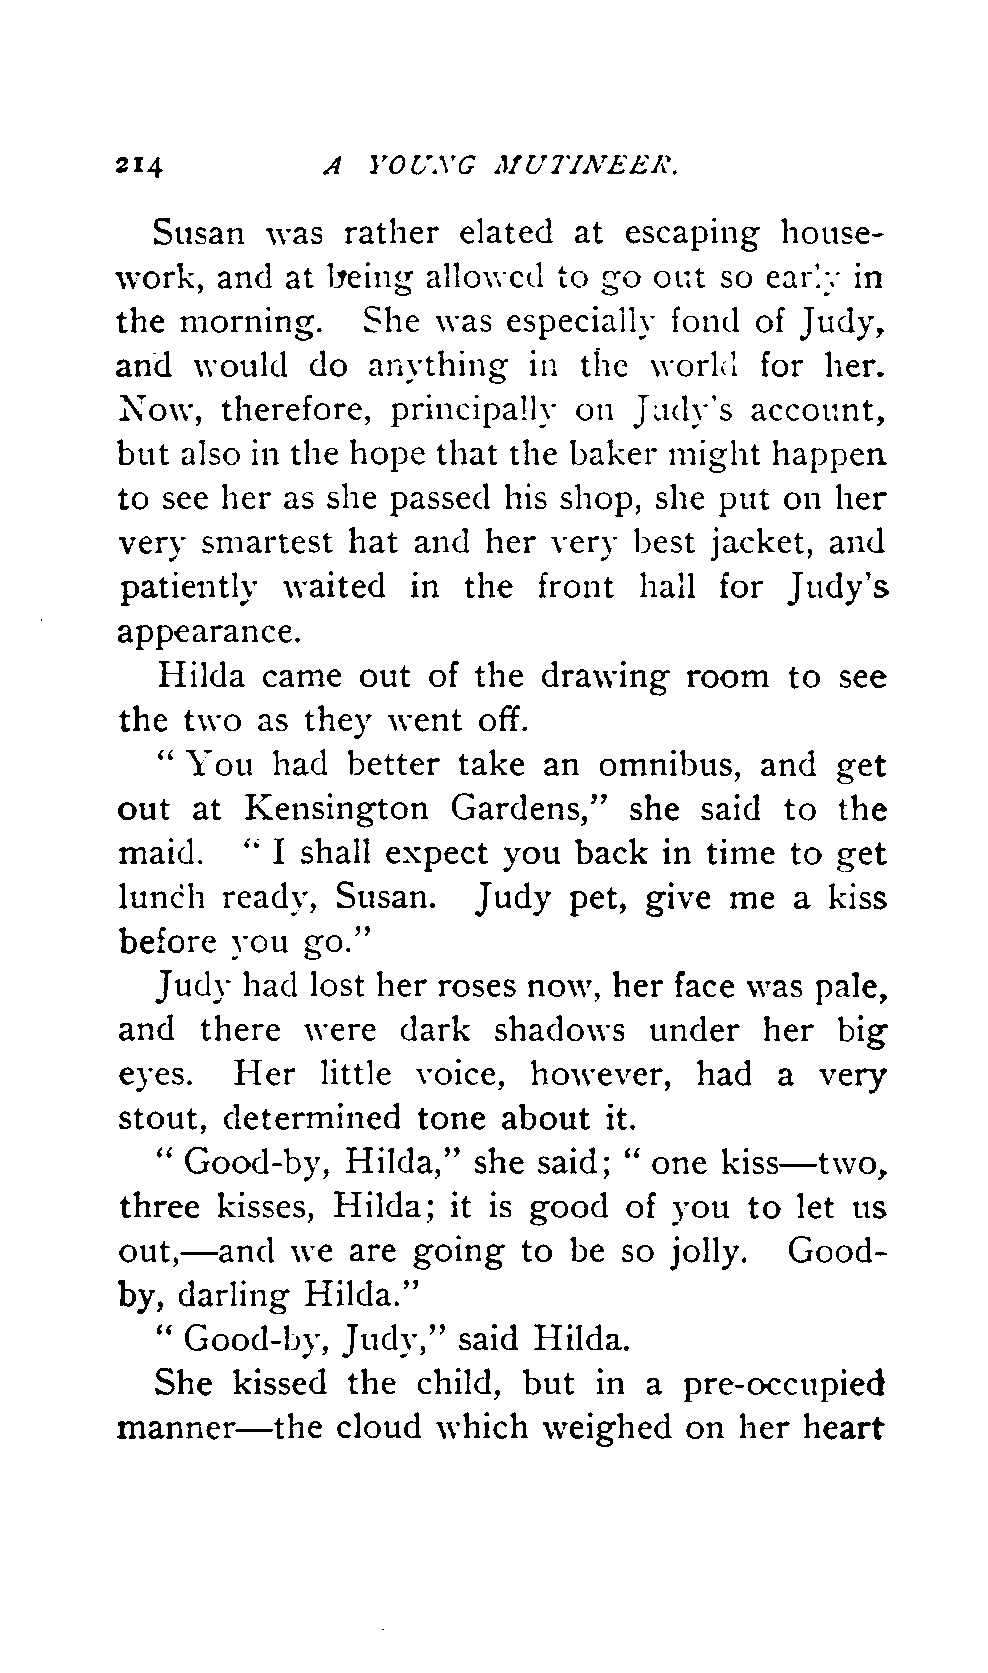 214 A YOUNG MUTINEER.
Susan was rather elated at escaping house-
work, and at being allowed to go out so early in
the morning. She was especially fond of Judy,
and would do anything in the world for her.
Now, therefore, principally on Judy's account,
but also in the hope that the baker might happen
to see her as she passed his shop, she put on her
very smartest hat and her very best jacket, and
patiently waited in the front hall for Judy's
appearance.
Hilda came out of the drawing room to see
the two as they went off.
" You had better take an omnibus, and get
out at Kensington Gardens," she said to the
maid. " I shall expect you back in time to get
lunch ready, Susan. Judy pet, give me a kiss
before you go."
Judy had lost her roses now, her face was pale,
and there were dark shadows under her big
eyes. Her little voice, however, had a very
stout, determined tone about it.
" Good-by, Hilda," she said; " one kiss—two,
three kisses, Hilda; it is good of you to let us
out,—and we are going to be so jolly. Good-
by, darling Hilda."
" Good-by, Judy," said Hilda.
She kissed the child, but in a pre-occupied
manner—the cloud which weighed on her heart